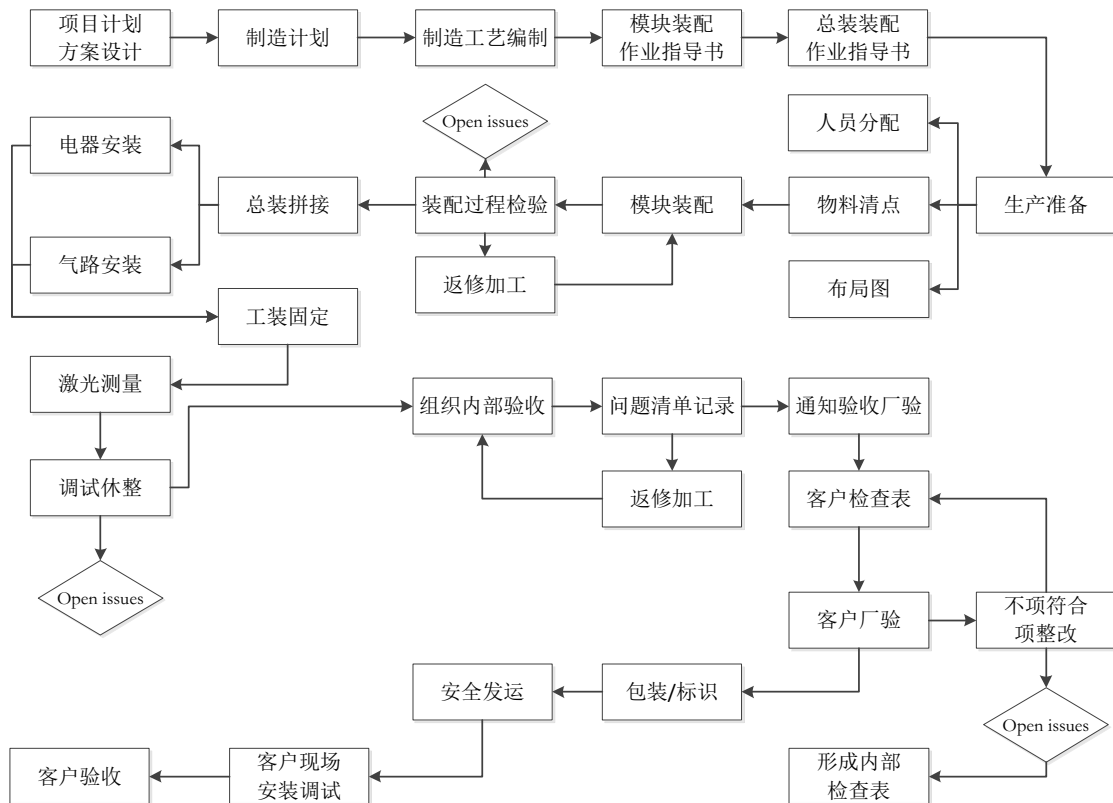 项目计划
方案设计
制造计划
制造工艺编制
模块装配
作业指导书
总装装配
作业指导书
Open issues
人员分配
电器安装
总装拼接
装配过程检验
模块装配
物料清点
生产准备
气路安装
返修加工
布局图
工装固定
激光测量
组织内部验收
问题清单记录
通知验收厂验
调试休整
返修加工
客户检查表
Open issues
客户厂验
不项符合
项整改
安全发运
包装/标识
Open issues
客户验收
客户现场
安装调试
形成内部
检查表